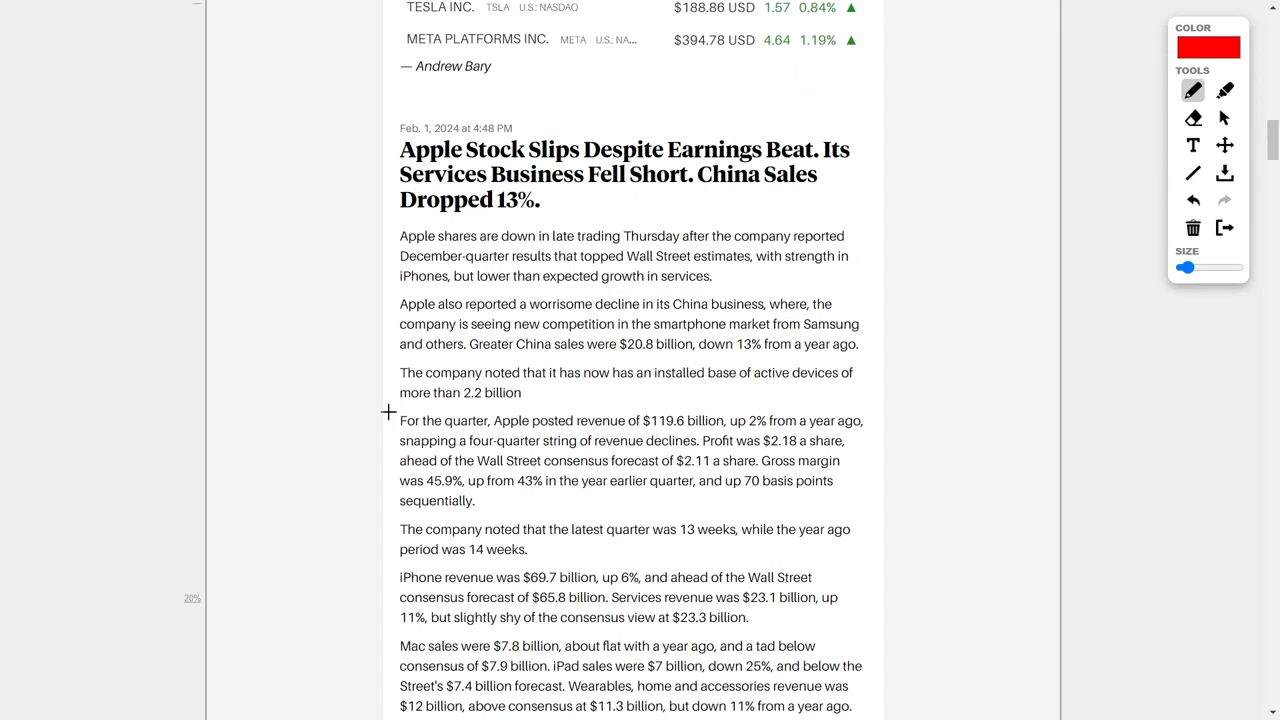 TESLA INC. TSLA U.S.: NASDAQ $188.86 USD 1.57 0.84% ▲
META PLATFORMS INC. META U.S.: NA... $394.78 USD 4.64 1.19% ▲
— Andrew Bary
Feb. 1, 2024 at 4:48 PM
Apple Stock Slips Despite Earnings Beat. Its
Services Business Fell Short. China Sales
Dropped 13%.
Apple shares are down in late trading Thursday after the company reported
December-quarter results that topped Wall Street estimates, with strength in
iPhones, but lower than expected growth in services.
Apple also reported a worrisome decline in its China business, where, the
company is seeing new competition in the smartphone market from Samsung
and others. Greater China sales were $20.8 billion, down 13% from a year ago.
The company noted that it has now has an installed base of active devices of
more than 2.2 billion
For the quarter, Apple posted revenue of $119.6 billion, up 2% from a year ago,
snapping a four-quarter string of revenue declines. Profit was $2.18 a share,
ahead of the Wall Street consensus forecast of $2.11 a share. Gross margin
was 45.9%, up from 43% in the year earlier quarter, and up 70 basis points
sequentially.
The company noted that the latest quarter was 13 weeks, while the year ago
period was 14 weeks.
iPhone revenue was $69.7 billion, up 6%, and ahead of the Wall Street
consensus forecast of $65.8 billion. Services revenue was $23.1 billion, up
11%, but slightly shy of the consensus view at $23.3 billion.
Mac sales were $7.8 billion, about flat with a year ago, and a tad below
consensus of $7.9 billion. iPad sales were $7 billion, down 25%, and below the
Street's $7.4 billion forecast. Wearables, home and accessories revenue was
$12 billion, above consensus at $11.3 billion, but down 11% from a year ago.
20%
COLOR
TOOLS
T
SIZE